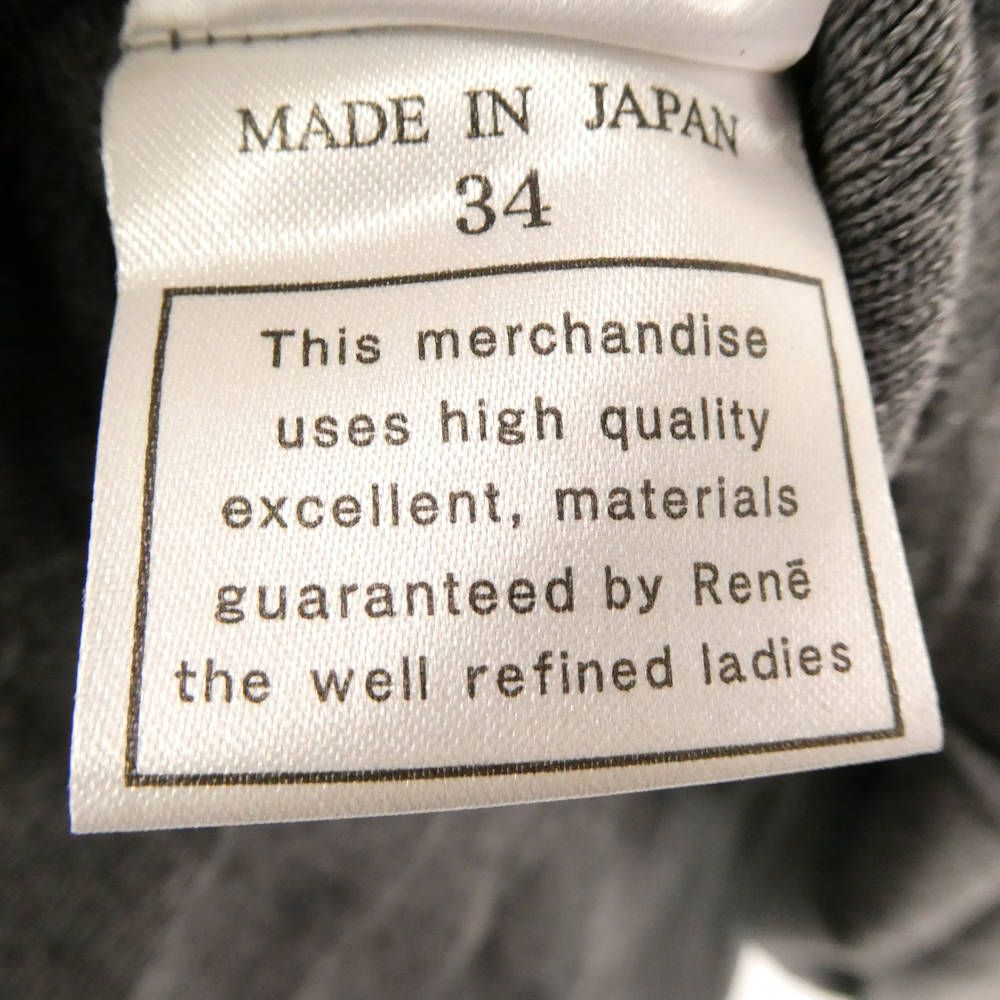 MADE IN JAPAN
34
This merchandise
uses high quality
excellent, materials
guaranteed by Renē
the well refined ladies